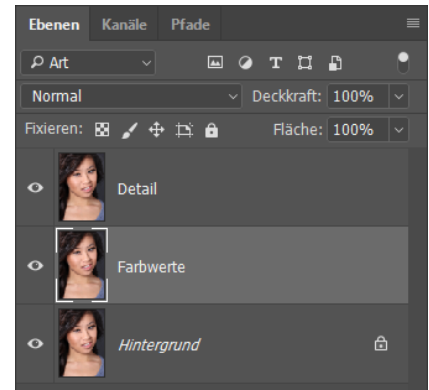 Ebenen Kanäle Pfade
Art
Normal Deckkraft: 100%
Fixieren: Fläche: 100%
Detail
Farbwerte
Hintergrund